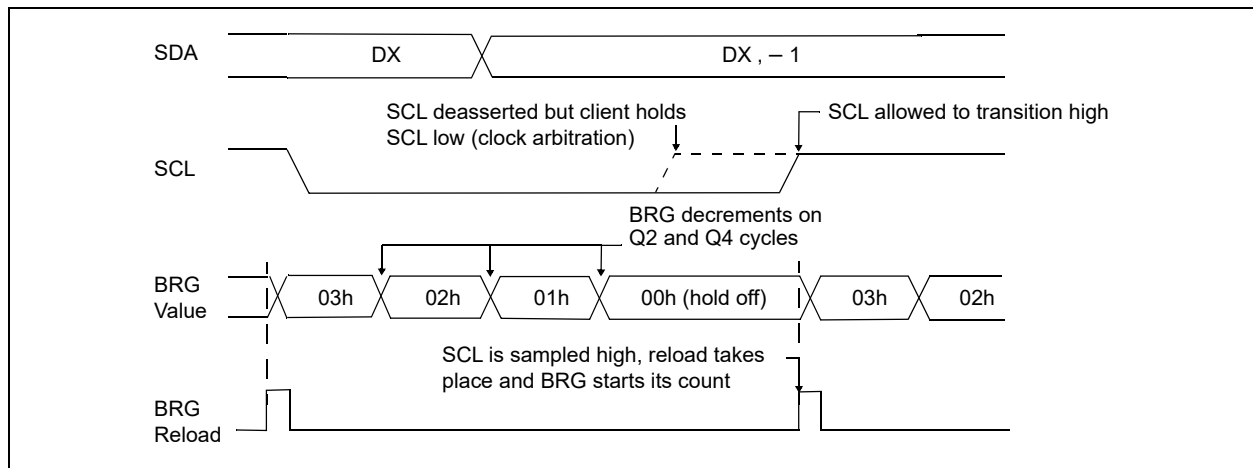 SDA
DX
DX , – 1
SCL deasserted but client holds
SCL low (clock arbitration)
SCL allowed to transition high
SCL
BRG decrements on
Q2 and Q4 cycles
BRG
Value
03h
02h
01h
00h (hold off)
03h
02h
SCL is sampled high, reload takes
place and BRG starts its count
BRG
Reload